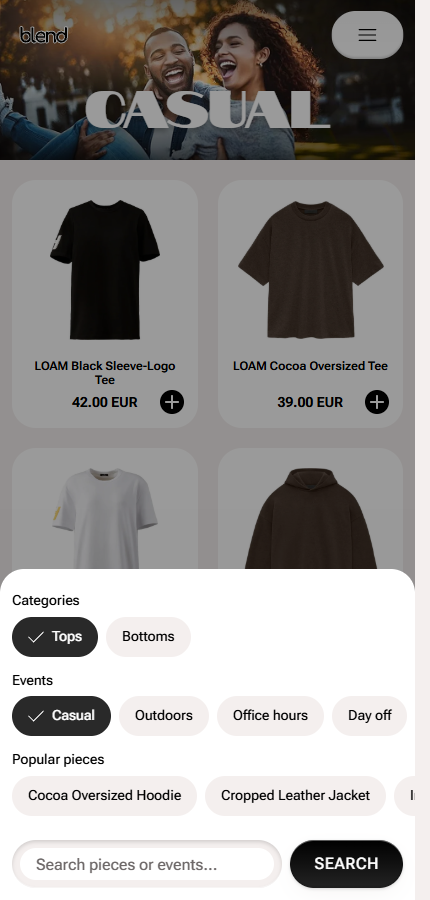 blend
CASUAL
LOAM Black Sleeve-Logo
Tee
42.00 EUR
LOAM Cocoa Oversized Tee
39.00 EUR
Categories
Tops
Bottoms
Events
Casual
Outdoors
Office hours
Day off
Popular pieces
Cocoa Oversized Hoodie
Cropped Leather Jacket
Search pieces or events...
SEARCH